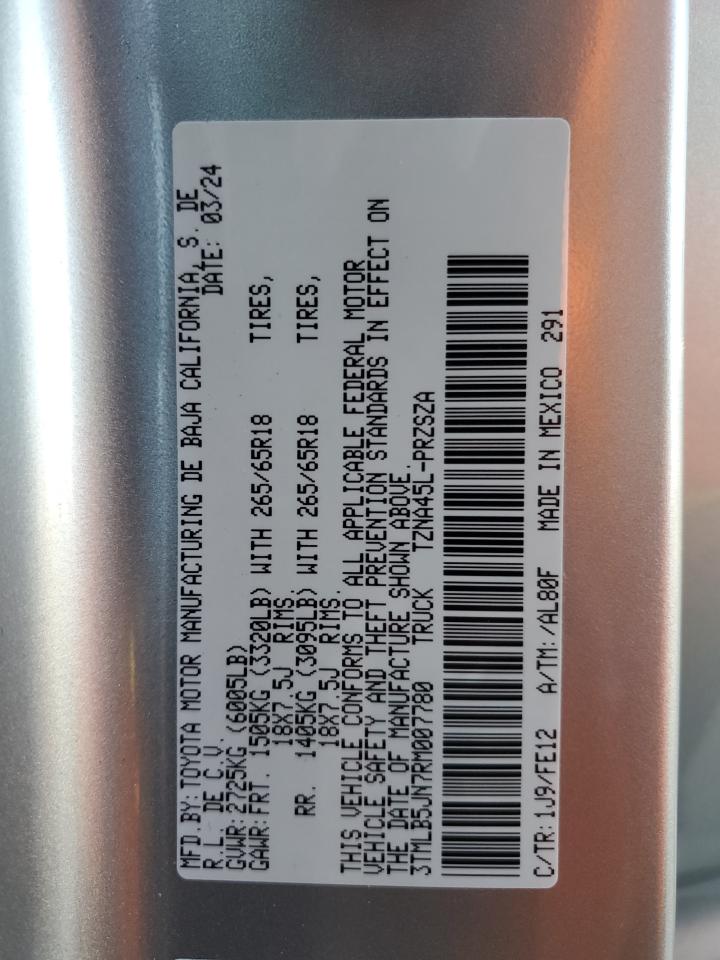 MFD.BY:TOYOTA MOTOR MANUFACTURING DE BAJA CALIFORNIA, S. DE
R.L. DE C.V. DATE: 03/24
GVWR:2725KG (6005LB)
GAWR:FRT. 1505KG (3320LB) WITH 265/65R18 TIRES,
18X7.5J RIMS.
RR. 1405KG (3095LB) WITH 265/65R18 TIRES,
18X7.5J RIMS.
THIS VEHICLE CONFORMS TO ALL APPLICABLE FEDERAL MOTOR
VEHICLE SAFETY AND THEFT PREVENTION STANDARDS IN EFFECT ON
THE DATE OF MANUFACTURE SHOWN ABOVE.
3TMLB5JN7RM007780 TRUCK TZNA45L-PRZSZA
C/TR:1J9/FE12 A/TM:/AL80F MADE IN MEXICO 291